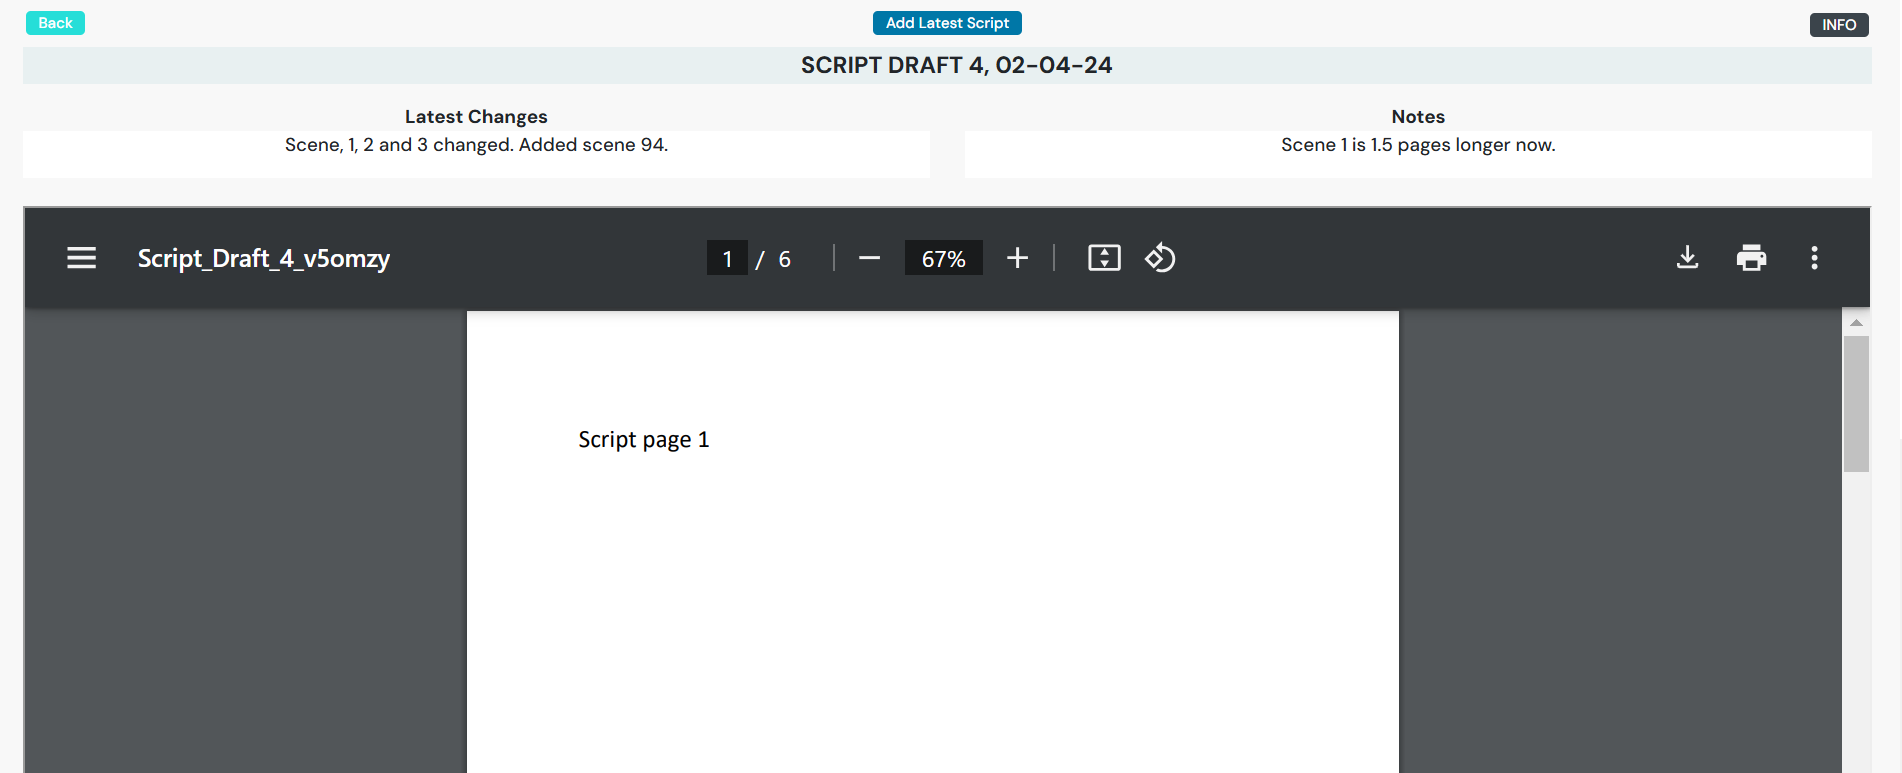 Back
Add Latest Script
INFO
SCRIPT DRAFT 4, 02-04-24
Latest Changes
Scene, 1, 2 and 3 changed. Added scene 94.
Notes
Scene 1 is 1.5 pages longer now.
Script_Draft_4_v5omzy
1 / 6
67%
Script page 1